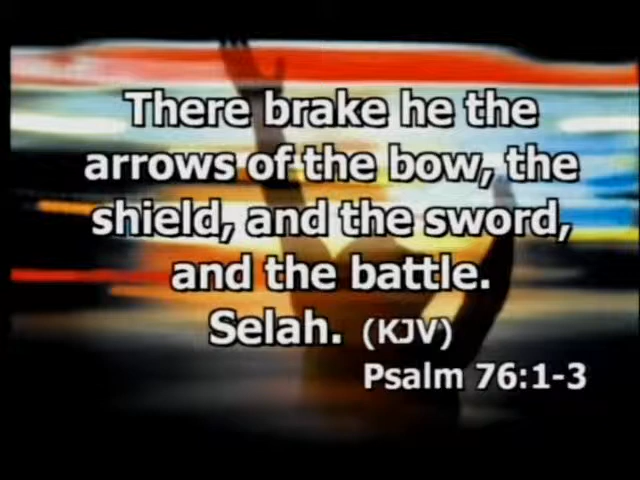 There brake he the
arrows of the bow, the
shield, and the sword,
and the battle.
Selah. (KJV)
Psalm 76:1-3